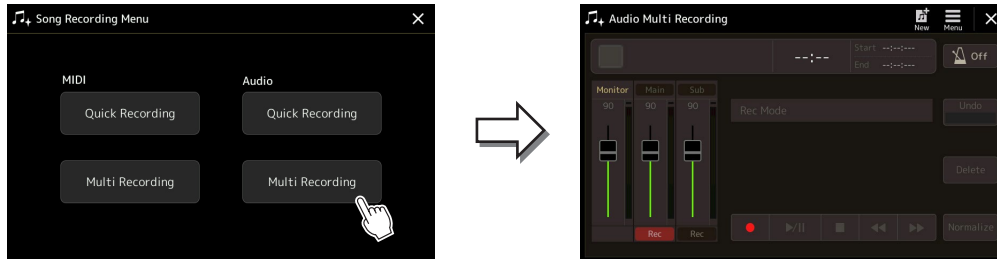 Song Recording Menu
MIDI
Audio
Quick Recording
Quick Recording
Multi Recording
Multi Recording
Audio Multi Recording
New
Menu
--:--
Start --:--:---
End --:--:---
Off
Monitor
Main
Sub
90
90
90
Rec Mode
Undo
Delete
Rec
Rec
Normalize